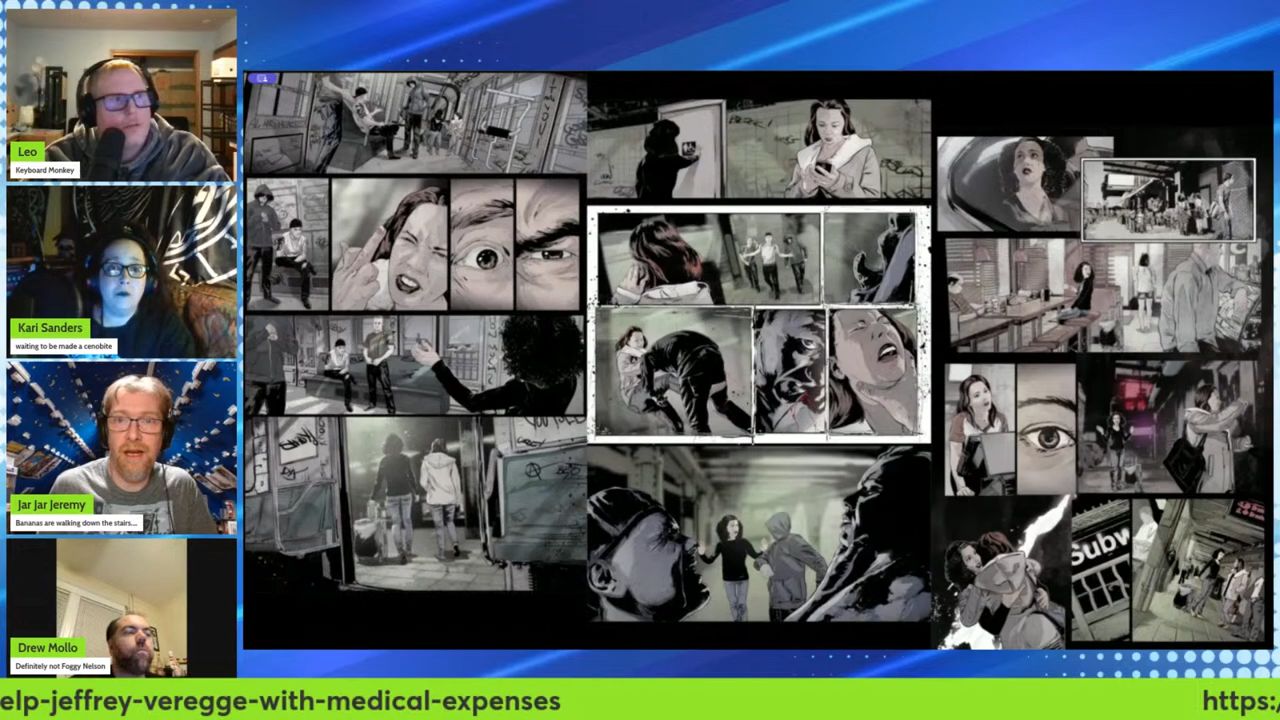 Leo
Keyboard Monkey
Kari Sanders
waiting to be made a cenobite
Jar Jar Jeremy
Bananas are walking down the stairs....
Drew Mollo
Definitely not Foggy Nelson
Subw
elp-jeffrey-veregge-with-medical-expenses
https:/